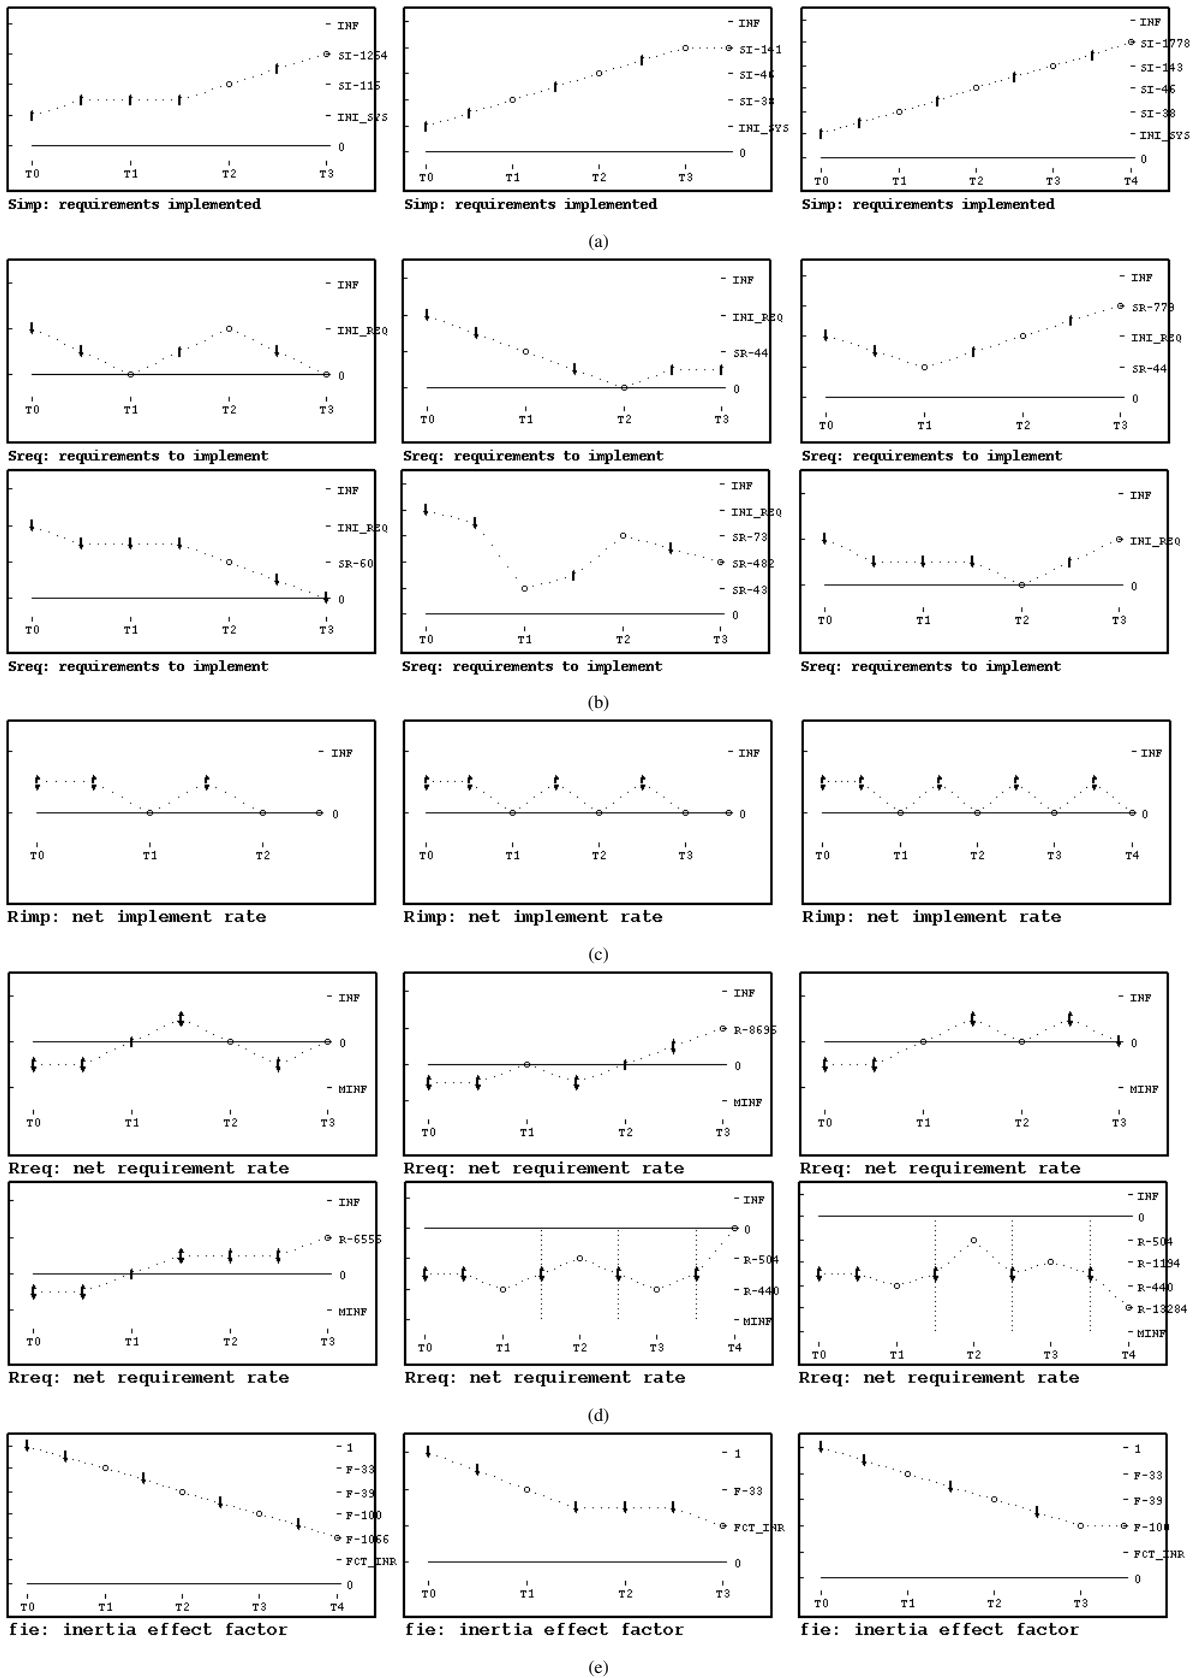 INF
SI-1264
SI-115
INI_SYS
0
T0 T1 T2 T3
Simp: requirements implemented
INF
SI-141
SI-46
SI-38
INI_SYS
0
T0 T1 T2 T3
Simp: requirements implemented
INF
SI-1778
SI-143
SI-46
SI-38
INI_SYS
0
T0 T1 T2 T3 T4
Simp: requirements implemented
(a)
INF
INI_REQ
0
T0 T1 T2 T3
Sreq: requirements to implement
INF
INI_REQ
SR-44
0
T0 T1 T2 T3
Sreq: requirements to implement
INF
SR-779
INI_REQ
SR-44
0
T0 T1 T2 T3
Sreq: requirements to implement
INF
INI_REQ
SR-60
0
T0 T1 T2 T3
Sreq: requirements to implement
INF
INI_REQ
SR-73
SR-482
SR-43
0
T0 T1 T2 T3
Sreq: requirements to implement
INF
INI_REQ
0
T0 T1 T2 T3
Sreq: requirements to implement
(b)
INF
0
T0 T1 T2
Rimp: net implement rate
INF
0
T0 T1 T2 T3
Rimp: net implement rate
INF
0
T0 T1 T2 T3 T4
Rimp: net implement rate
(c)
INF
0
MINF
T0 T1 T2 T3
Rreq: net requirement rate
INF
R-8695
0
MINF
T0 T1 T2 T3
Rreq: net requirement rate
INF
0
MINF
T0 T1 T2 T3
Rreq: net requirement rate
INF
R-6555
0
MINF
T0 T1 T2 T3
Rreq: net requirement rate
INF
0
R-504
R-440
MINF
T0 T1 T2 T3 T4
Rreq: net requirement rate
INF
0
R-504
R-1194
R-440
R-13284
MINF
T0 T1 T2 T3 T4
Rreq: net requirement rate
(d)
1
F-33
F-39
F-100
F-1066
FCT_INR
0
T0 T1 T2 T3 T4
fie: inertia effect factor
1
F-33
FCT_INR
0
T0 T1 T2 T3
fie: inertia effect factor
1
F-33
F-39
F-100
FCT_INR
0
T0 T1 T2 T3
fie: inertia effect factor
(e)